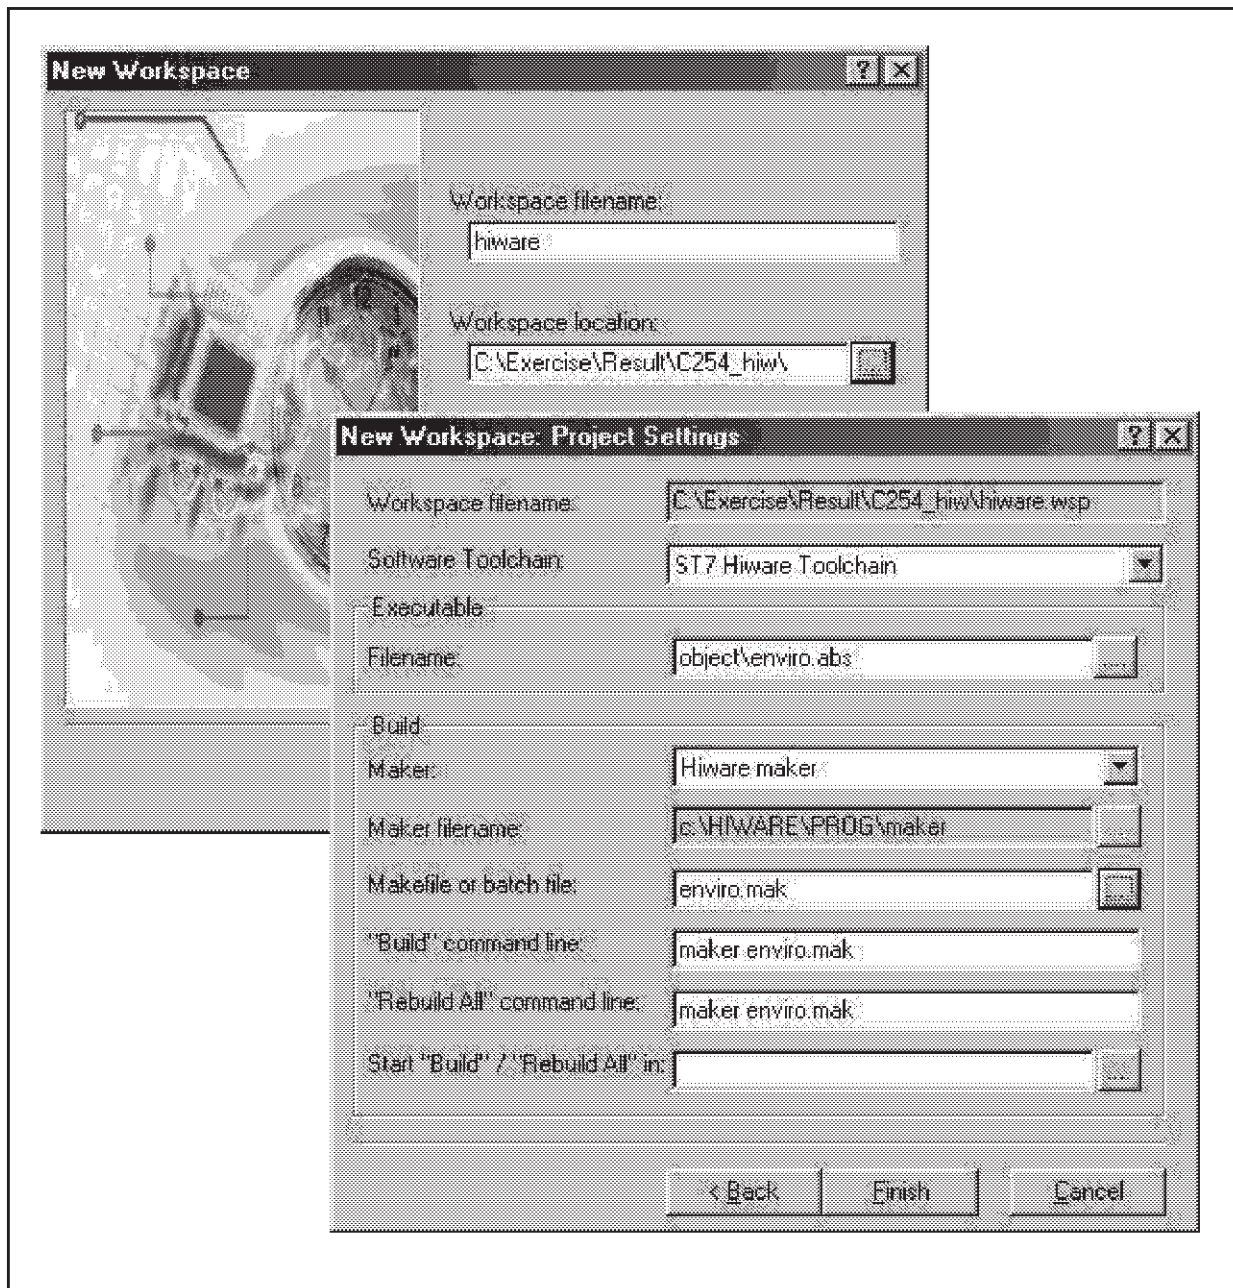 New Workspace
Workspace filename:
hiware
Workspace location:
C:\Exercise\Result\C254_hiw\
...
New Workspace: Project Settings
Workspace filename: C:\Exercise\Result\C254_hiw\hiware.wsp
Software Toolchain: ST7 Hiware Toolchain
Executable
Filename: object\enviro.abs ...
Build
Maker: Hiware maker
Maker filename: c:\HIWARE\PROG\maker ...
Makefile or batch file: enviro.mak ...
"Build" command line: maker enviro.mak
"Rebuild All" command line: maker enviro.mak
Start "Build" / "Rebuild All" in: ...
< Back Finish Cancel